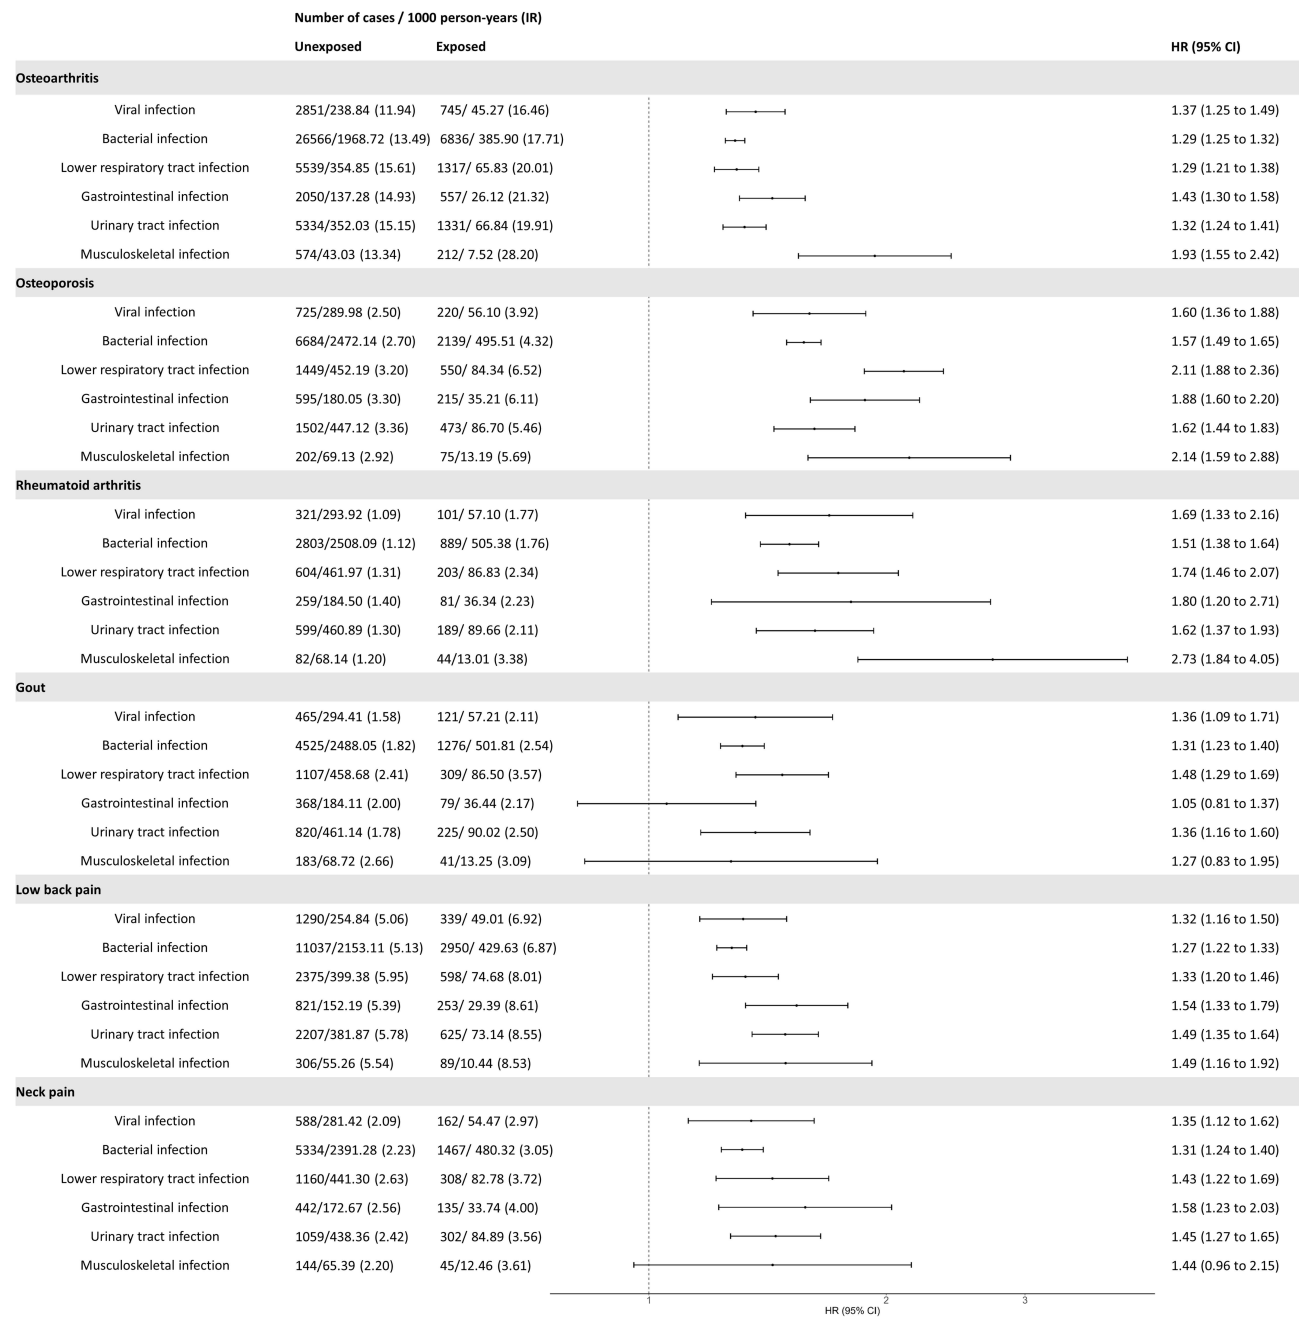 Number of cases / 1000 person-years (IR)
Unexposed Exposed HR (95% CI)
Osteoarthritis
Viral infection 2851/238.84 (11.94) 745/ 45.27 (16.46) 1.37 (1.25 to 1.49)
Bacterial infection 26566/1968.72 (13.49) 6836/ 385.90 (17.71) 1.29 (1.25 to 1.32)
Lower respiratory tract infection 5539/354.85 (15.61) 1317/ 65.83 (20.01) 1.29 (1.21 to 1.38)
Gastrointestinal infection 2050/137.28 (14.93) 557/ 26.12 (21.32) 1.43 (1.30 to 1.58)
Urinary tract infection 5334/352.03 (15.15) 1331/ 66.84 (19.91) 1.32 (1.24 to 1.41)
Musculoskeletal infection 574/43.03 (13.34) 212/ 7.52 (28.20) 1.93 (1.55 to 2.42)
Osteoporosis
Viral infection 725/289.98 (2.50) 220/ 56.10 (3.92) 1.60 (1.36 to 1.88)
Bacterial infection 6684/2472.14 (2.70) 2139/ 495.51 (4.32) 1.57 (1.49 to 1.65)
Lower respiratory tract infection 1449/452.19 (3.20) 550/ 84.34 (6.52) 2.11 (1.88 to 2.36)
Gastrointestinal infection 595/180.05 (3.30) 215/ 35.21 (6.11) 1.88 (1.60 to 2.20)
Urinary tract infection 1502/447.12 (3.36) 473/ 86.70 (5.46) 1.62 (1.44 to 1.83)
Musculoskeletal infection 202/69.13 (2.92) 75/13.19 (5.69) 2.14 (1.59 to 2.88)
Rheumatoid arthritis
Viral infection 321/293.92 (1.09) 101/ 57.10 (1.77) 1.69 (1.33 to 2.16)
Bacterial infection 2803/2508.09 (1.12) 889/ 505.38 (1.76) 1.51 (1.38 to 1.64)
Lower respiratory tract infection 604/461.97 (1.31) 203/ 86.83 (2.34) 1.74 (1.46 to 2.07)
Gastrointestinal infection 259/184.50 (1.40) 81/ 36.34 (2.23) 1.80 (1.20 to 2.71)
Urinary tract infection 599/460.89 (1.30) 189/ 89.66 (2.11) 1.62 (1.37 to 1.93)
Musculoskeletal infection 82/68.14 (1.20) 44/13.01 (3.38) 2.73 (1.84 to 4.05)
Gout
Viral infection 465/294.41 (1.58) 121/ 57.21 (2.11) 1.36 (1.09 to 1.71)
Bacterial infection 4525/2488.05 (1.82) 1276/ 501.81 (2.54) 1.31 (1.23 to 1.40)
Lower respiratory tract infection 1107/458.68 (2.41) 309/ 86.50 (3.57) 1.48 (1.29 to 1.69)
Gastrointestinal infection 368/184.11 (2.00) 79/ 36.44 (2.17) 1.05 (0.81 to 1.37)
Urinary tract infection 820/461.14 (1.78) 225/ 90.02 (2.50) 1.36 (1.16 to 1.60)
Musculoskeletal infection 183/68.72 (2.66) 41/13.25 (3.09) 1.27 (0.83 to 1.95)
Low back pain
Viral infection 1290/254.84 (5.06) 339/ 49.01 (6.92) 1.32 (1.16 to 1.50)
Bacterial infection 11037/2153.11 (5.13) 2950/ 429.63 (6.87) 1.27 (1.22 to 1.33)
Lower respiratory tract infection 2375/399.38 (5.95) 598/ 74.68 (8.01) 1.33 (1.20 to 1.46)
Gastrointestinal infection 821/152.19 (5.39) 253/ 29.39 (8.61) 1.54 (1.33 to 1.79)
Urinary tract infection 2207/381.87 (5.78) 625/ 73.14 (8.55) 1.49 (1.35 to 1.64)
Musculoskeletal infection 306/55.26 (5.54) 89/10.44 (8.53) 1.49 (1.16 to 1.92)
Neck pain
Viral infection 588/281.42 (2.09) 162/ 54.47 (2.97) 1.35 (1.12 to 1.62)
Bacterial infection 5334/2391.28 (2.23) 1467/ 480.32 (3.05) 1.31 (1.24 to 1.40)
Lower respiratory tract infection 1160/441.30 (2.63) 308/ 82.78 (3.72) 1.43 (1.22 to 1.69)
Gastrointestinal infection 442/172.67 (2.56) 135/ 33.74 (4.00) 1.58 (1.23 to 2.03)
Urinary tract infection 1059/438.36 (2.42) 302/ 84.89 (3.56) 1.45 (1.27 to 1.65)
Musculoskeletal infection 144/65.39 (2.20) 45/12.46 (3.61) 1.44 (0.96 to 2.15)
1 2 3
HR (95% CI)